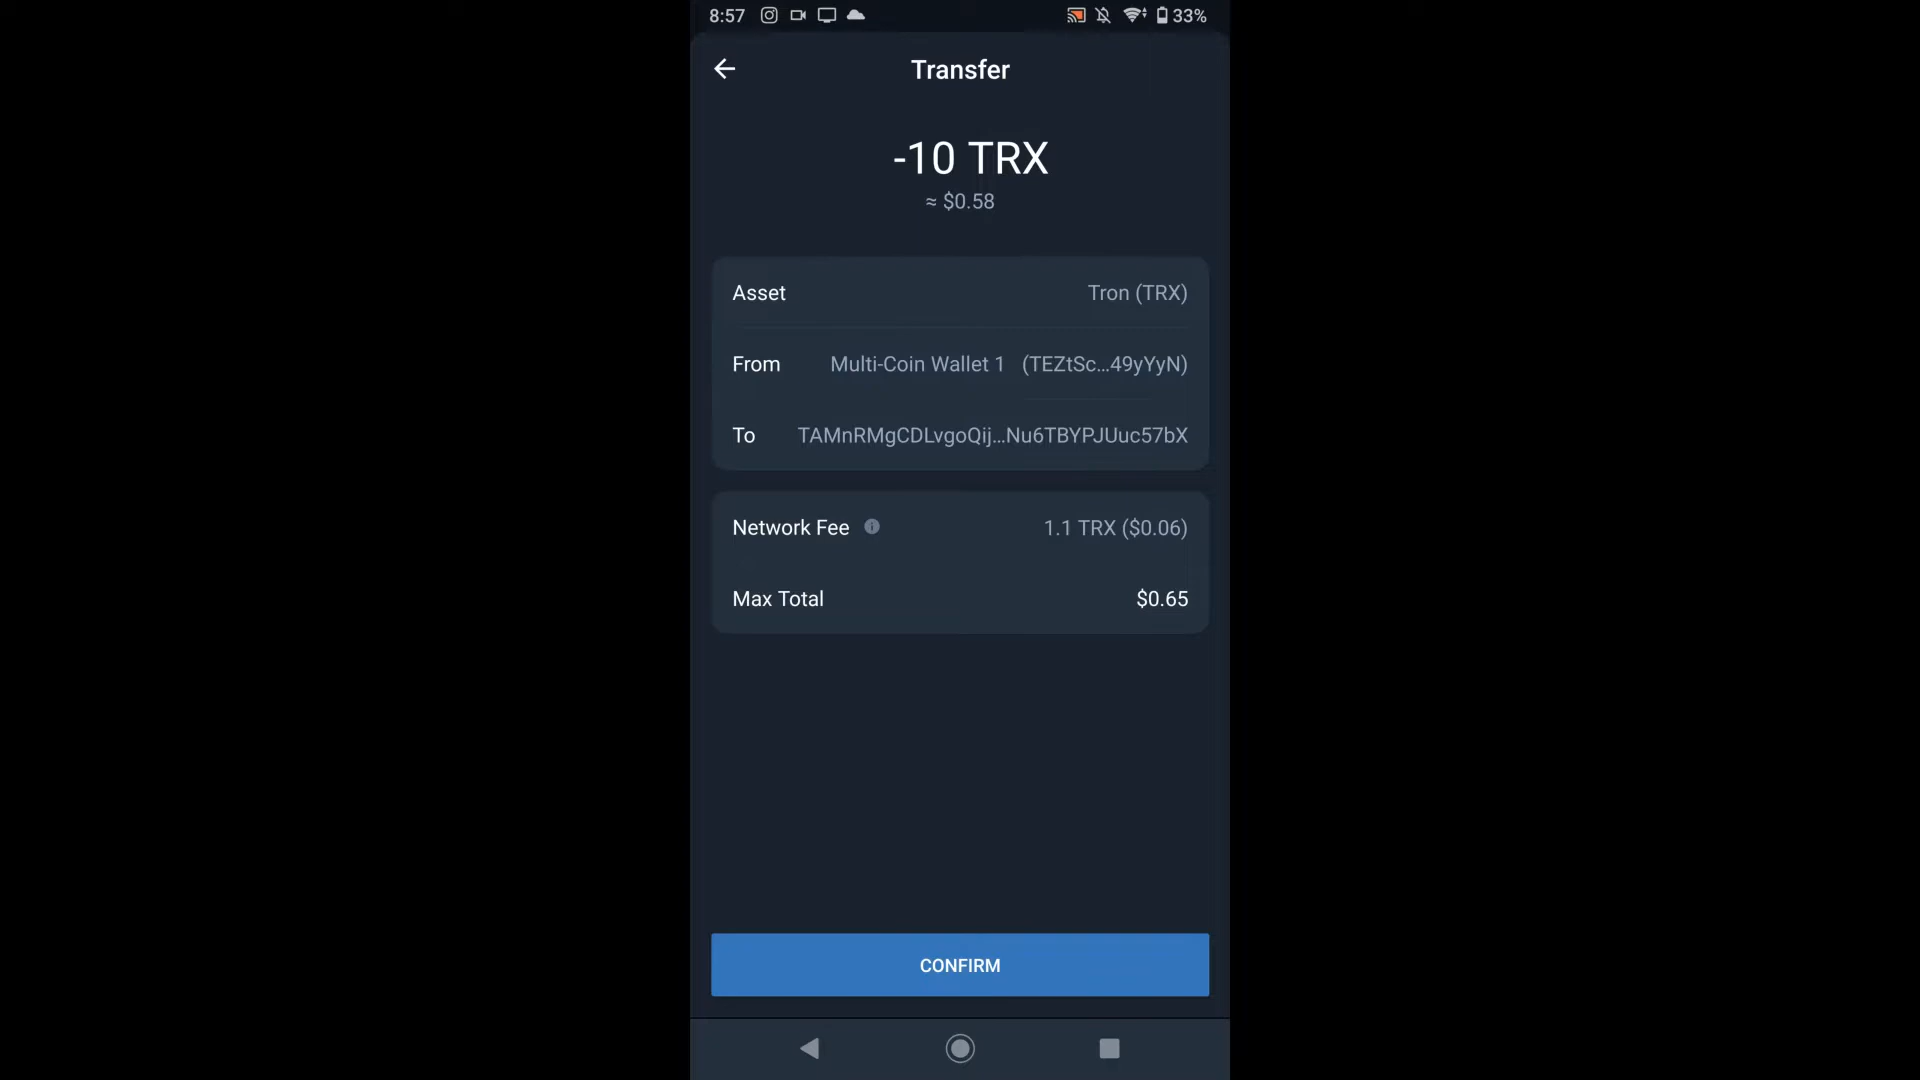 8:57 33%
Transfer
-10 TRX
≈ $0.58
Asset Tron (TRX)
From Multi-Coin Wallet 1 (TEZtSc...49yYyN)
To TAMnRMgCDLvgoQij...Nu6TBYPJUuc57bX
Network Fee 1.1 TRX ($0.06)
Max Total $0.65
CONFIRM